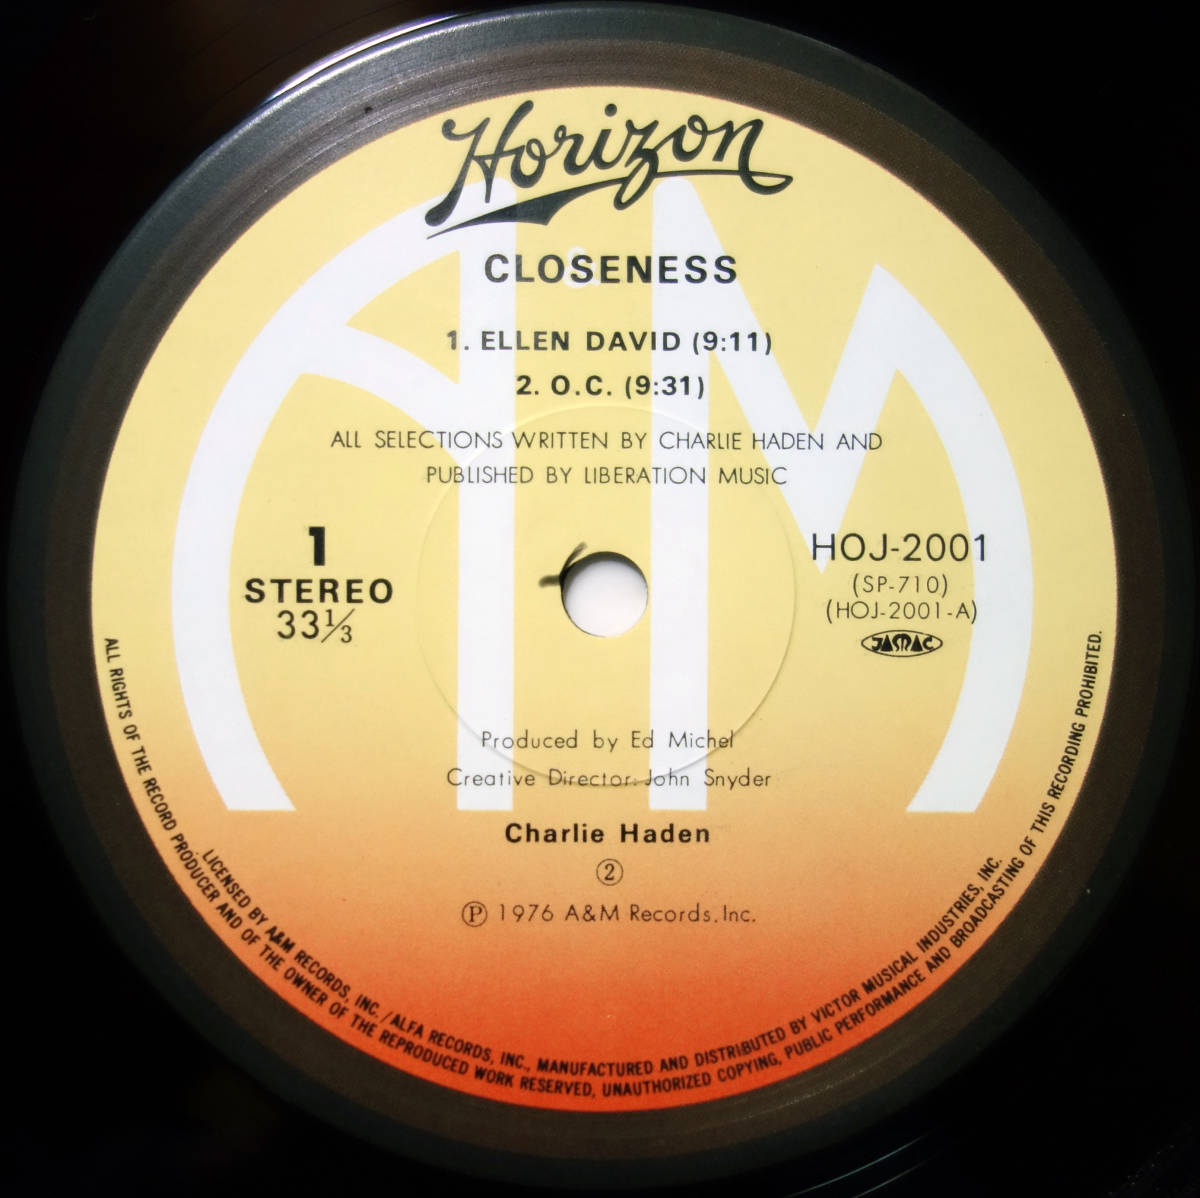 Horizon
A&M
CLOSENESS
1. ELLEN DAVID (9:11)
2. O.C. (9:31)
ALL SELECTIONS WRITTEN BY CHARLIE HADEN AND
PUBLISHED BY LIBERATION MUSIC
1
STEREO
33⅓
HOJ-2001
(SP-710)
(HOJ-2001-A)
JASRAC
Produced by Ed Michel
Creative Director: John Snyder
Charlie Haden
②
Ⓟ 1976 A&M Records. Inc.
LICENSED BY A&M RECORDS, INC. /ALFA RECORDS, INC., MANUFACTURED AND DISTRIBUTED BY VICTOR MUSICAL INDUSTRIES, INC.
ALL RIGHTS OF THE RECORD PRODUCER AND OF THE OWNER OF THE REPRODUCED WORK RESERVED, UNAUTHORIZED COPYING, PUBLIC PERFORMANCE AND BROADCASTING OF THIS RECORDING PROHIBITED.